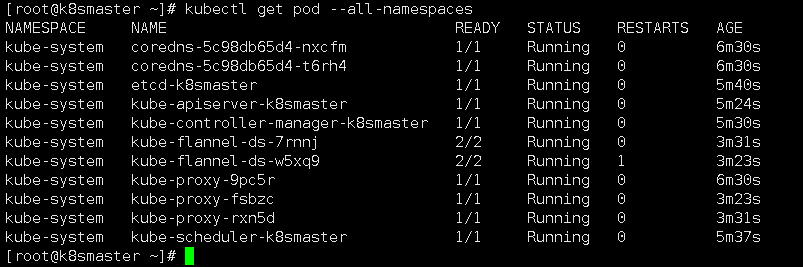 [root@k8smaster ~]# kubectl get pod --all-namespaces
NAMESPACE NAME READY STATUS RESTARTS AGE
kube-system coredns-5c98db65d4-nxcfm 1/1 Running 0 6m30s
kube-system coredns-5c98db65d4-t6rh4 1/1 Running 0 6m30s
kube-system etcd-k8smaster 1/1 Running 0 5m40s
kube-system kube-apiserver-k8smaster 1/1 Running 0 5m24s
kube-system kube-controller-manager-k8smaster 1/1 Running 0 5m30s
kube-system kube-flannel-ds-7rnnj 2/2 Running 0 3m31s
kube-system kube-flannel-ds-w5xq9 2/2 Running 1 3m23s
kube-system kube-proxy-9pc5r 1/1 Running 0 6m30s
kube-system kube-proxy-fsbzc 1/1 Running 0 3m23s
kube-system kube-proxy-rxn5d 1/1 Running 0 3m31s
kube-system kube-scheduler-k8smaster 1/1 Running 0 5m37s
[root@k8smaster ~]#